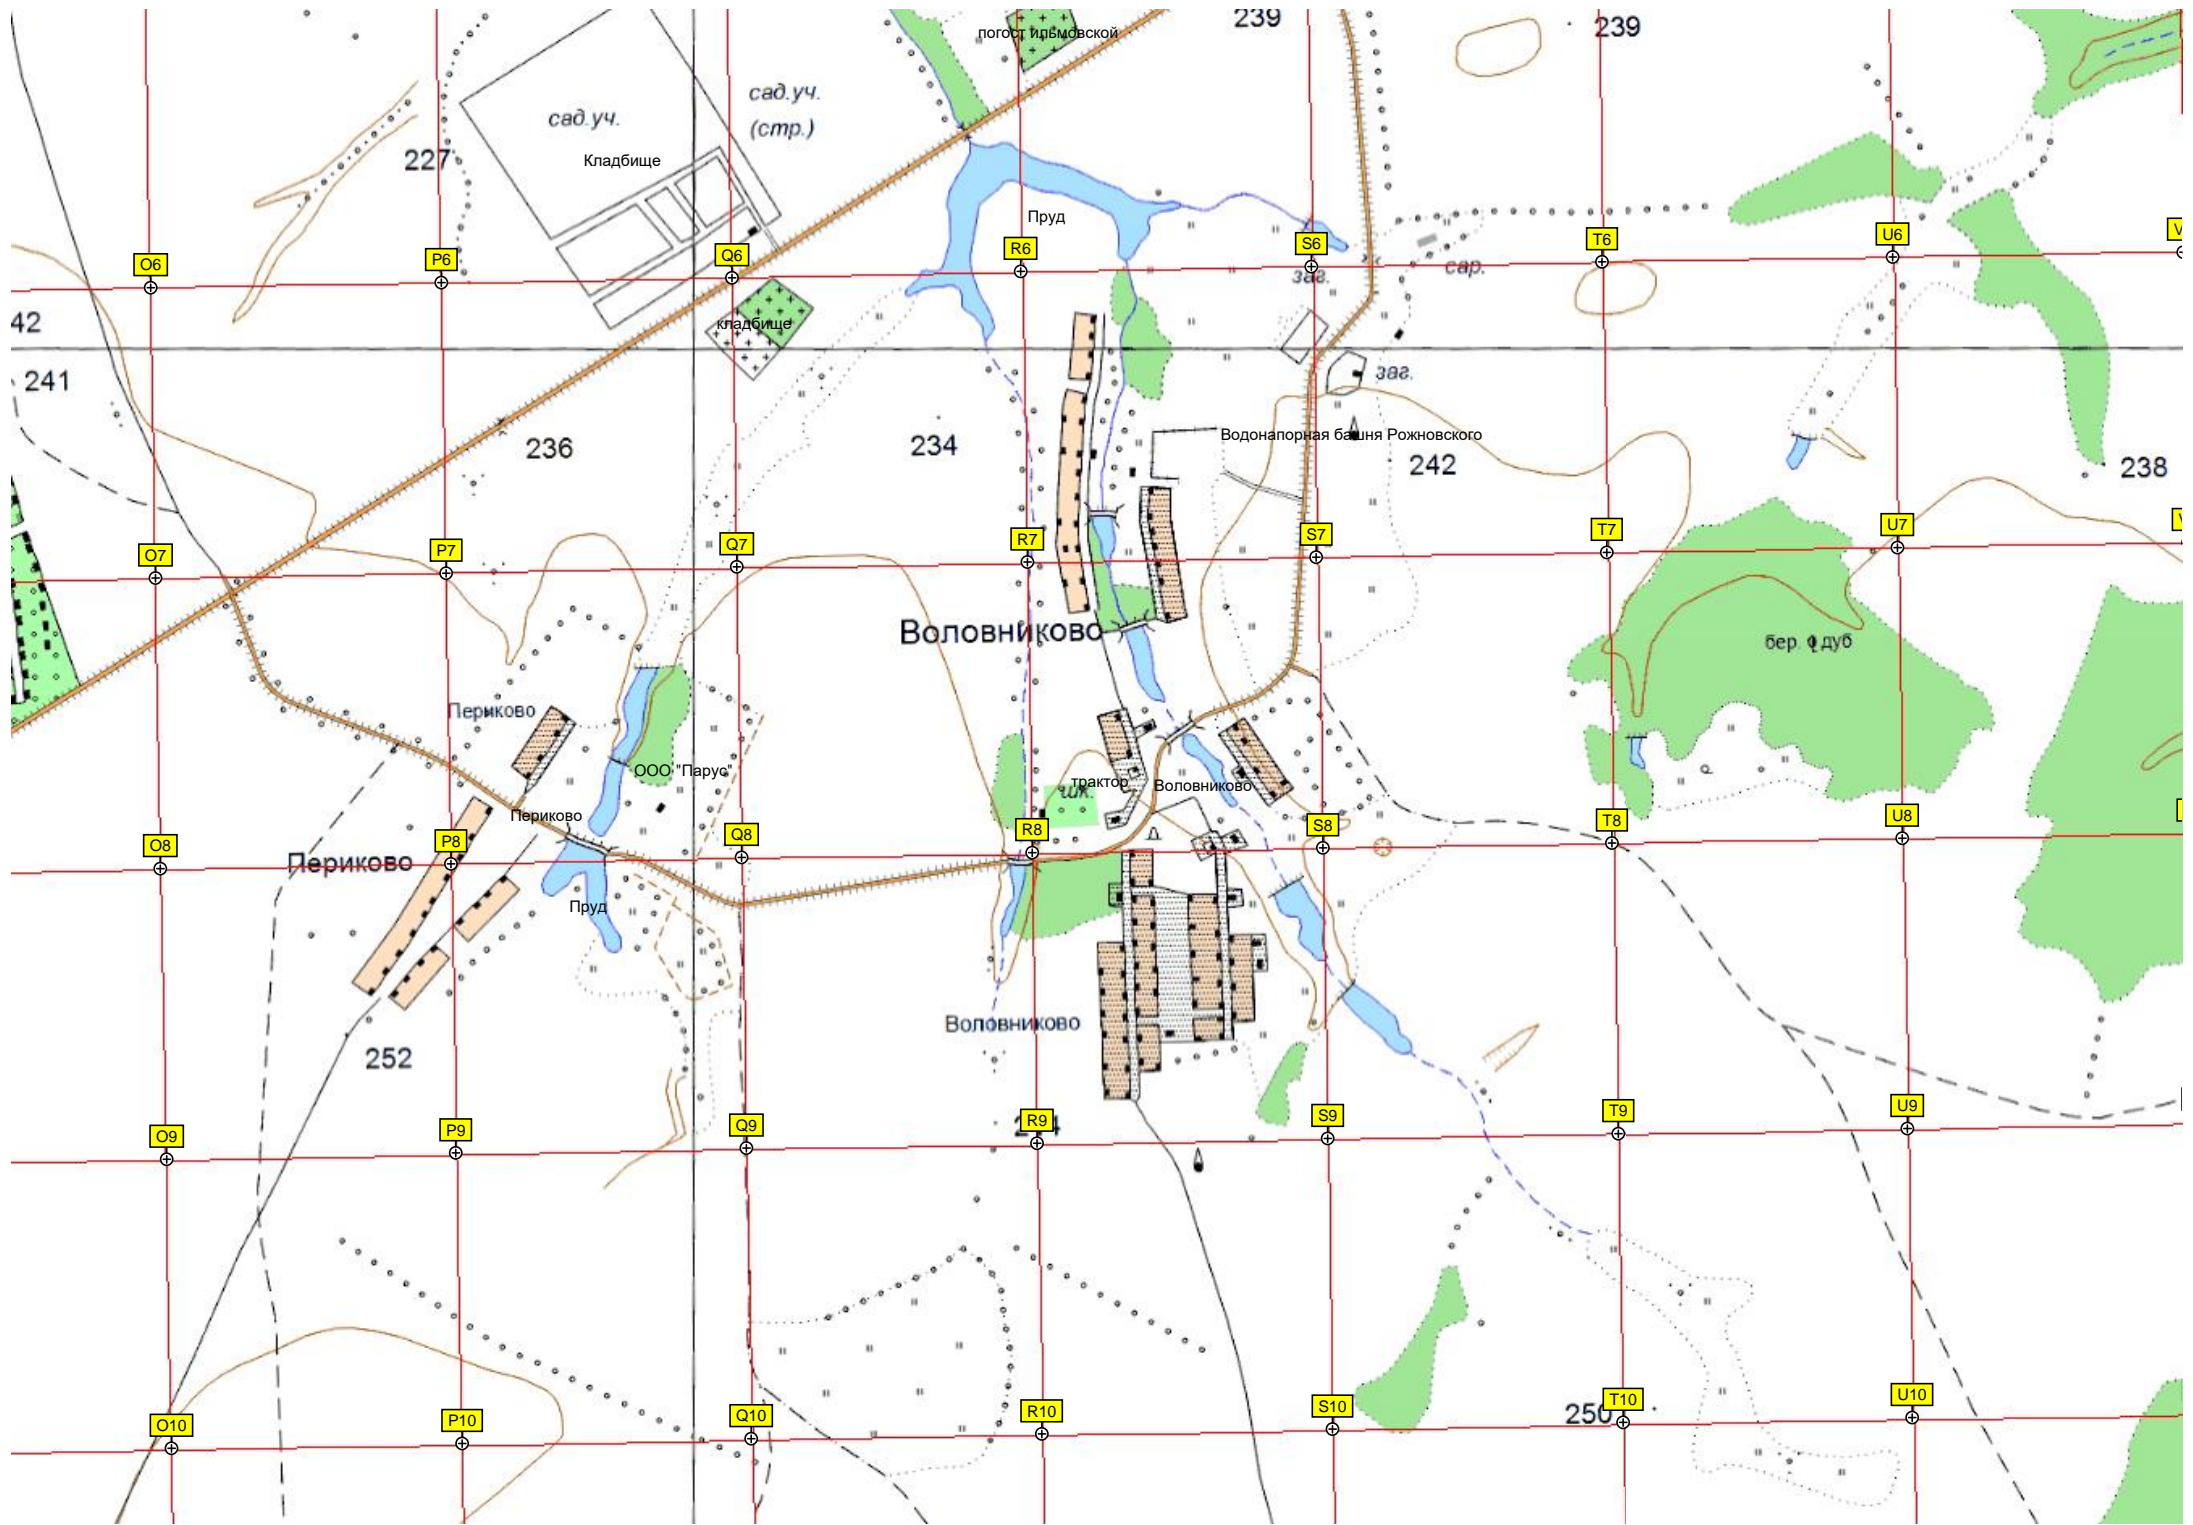 239
239
погост ильмовской
сад.уч.
сад.уч.
(стр.)
227
Кладбище
Пруд
O6
P6
Q6
R6
S6
T6
U6
V
заг.
сар.
42
кладбище
241
заг.
236
234
Водонапорная башня Рожновского
242
238
O7
P7
Q7
R7
S7
T7
U7
V
Воловниково
бер.
дуб
Периково
ООО "Парус"
трактор
Воловниково
шк.
Периково
O8
P8
Q8
R8
S8
T8
U8
Периково
Пруд
Воловниково
252
O9
P9
Q9
R9
S9
T9
U9
O10
P10
Q10
R10
S10
250
T10
U10